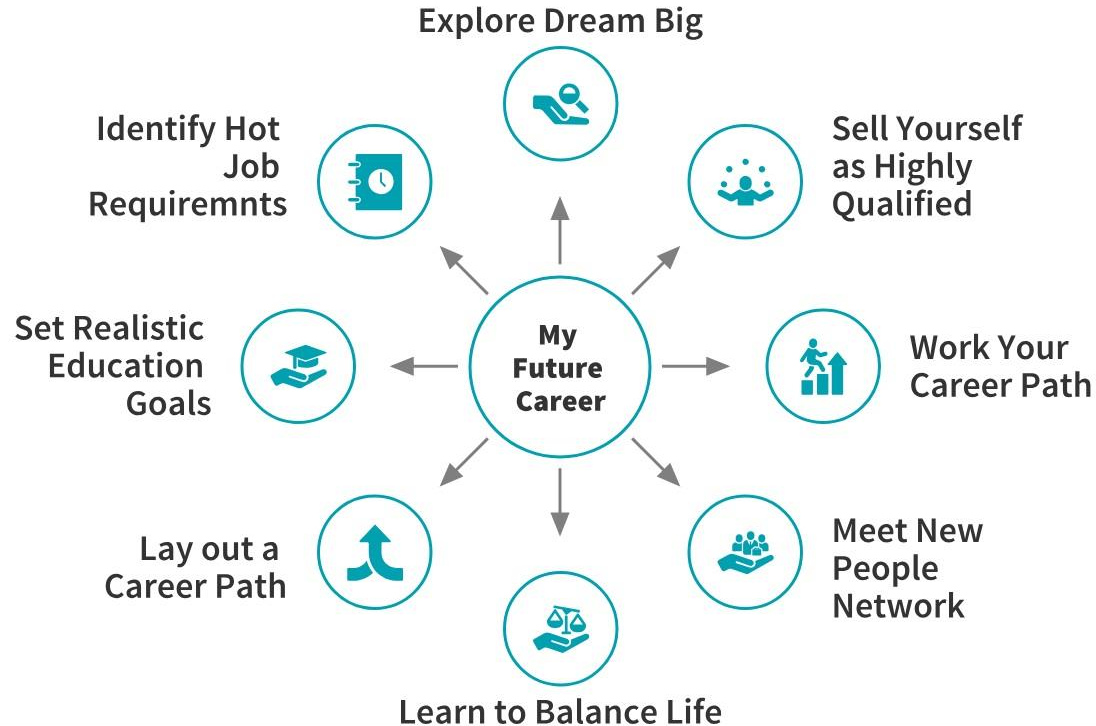 Explore Dream Big
Identify Hot
Job
Requiremnts
Sell Yourself
as Highly
Qualified
Set Realistic
Education
Goals
My
Future
Career
Work Your
Career Path
Lay out a
Career Path
Meet New
People
Network
Learn to Balance Life